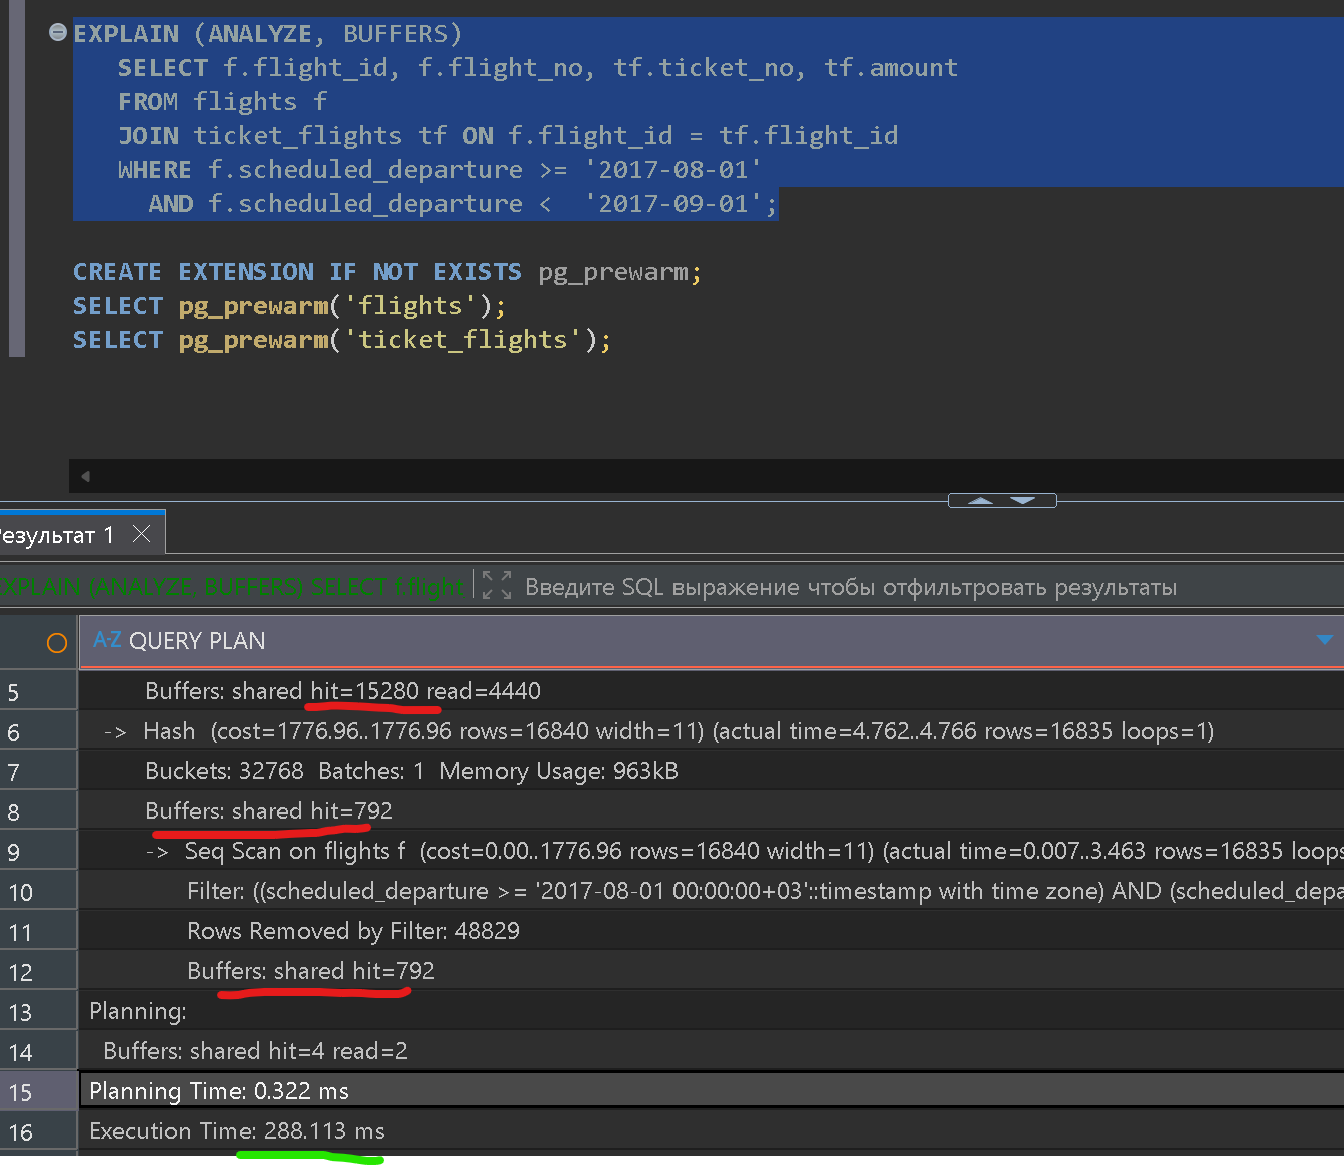 EXPLAIN (ANALYZE, BUFFERS)
SELECT f.flight_id, f.flight_no, tf.ticket_no, tf.amount
FROM flights f
JOIN ticket_flights tf ON f.flight_id = tf.flight_id
WHERE f.scheduled_departure >= '2017-08-01'
AND f.scheduled_departure <  '2017-09-01';
CREATE EXTENSION IF NOT EXISTS pg_prewarm;
SELECT pg_prewarm('flights');
SELECT pg_prewarm('ticket_flights');
езультат 1
EXPLAIN (ANALYZE, BUFFERS) SELECT f.flight Введите SQL выражение чтобы отфильтровать результаты
A-Z QUERY PLAN
5 Buffers: shared hit=15280 read=4440
6 -> Hash (cost=1776.96..1776.96 rows=16840 width=11) (actual time=4.762..4.766 rows=16835 loops=1)
7 Buckets: 32768 Batches: 1 Memory Usage: 963kB
8 Buffers: shared hit=792
9 -> Seq Scan on flights f (cost=0.00..1776.96 rows=16840 width=11) (actual time=0.007..3.463 rows=16835 loops
10 Filter: ((scheduled_departure >= '2017-08-01 00:00:00+03'::timestamp with time zone) AND (scheduled_depa
11 Rows Removed by Filter: 48829
12 Buffers: shared hit=792
13 Planning:
14 Buffers: shared hit=4 read=2
15 Planning Time: 0.322 ms
16 Execution Time: 288.113 ms